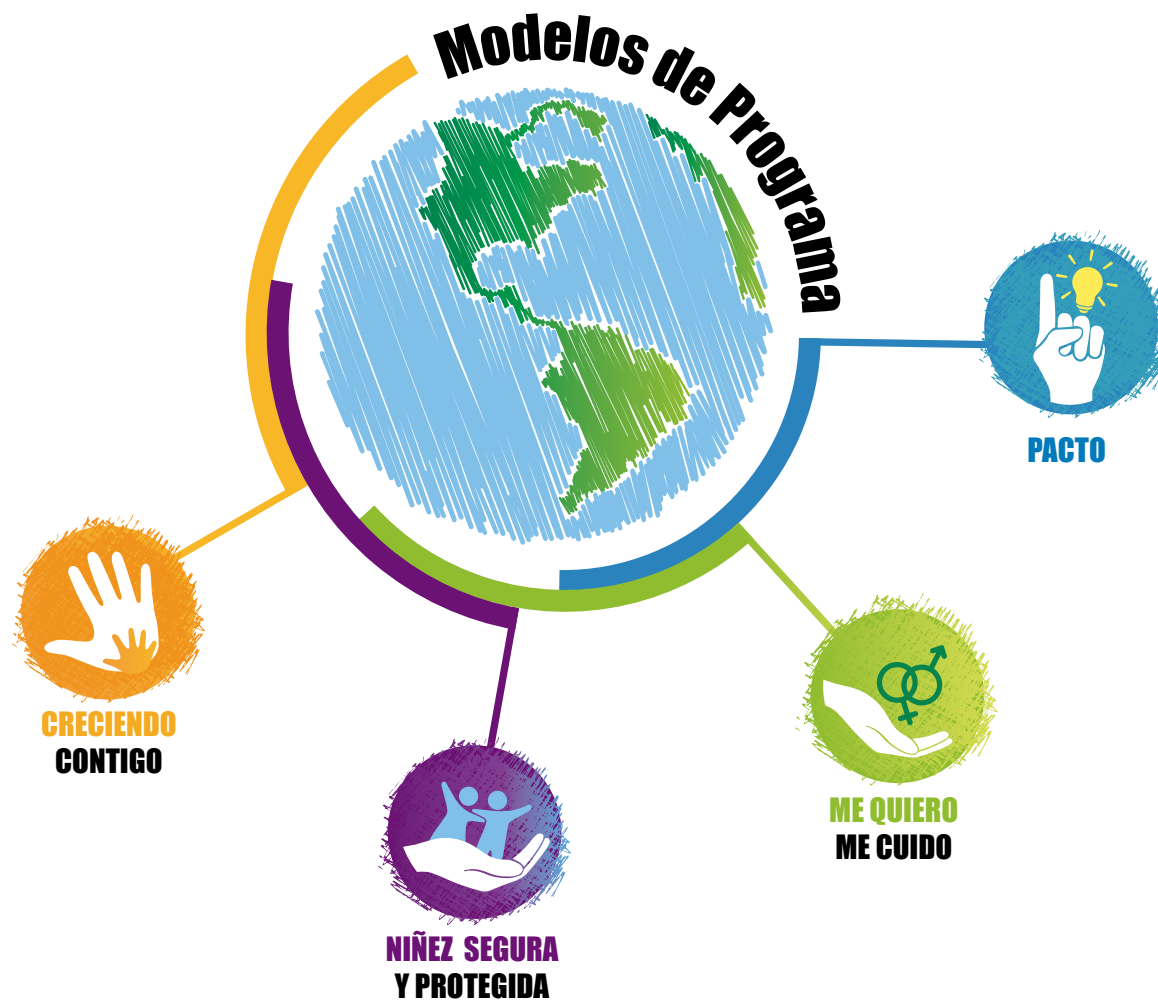 Modelos de Programa
PACTO
CRECIENDO
CONTIGO
ME QUIERO
ME CUIDO
NIÑEZ SEGURA
Y PROTEGIDA